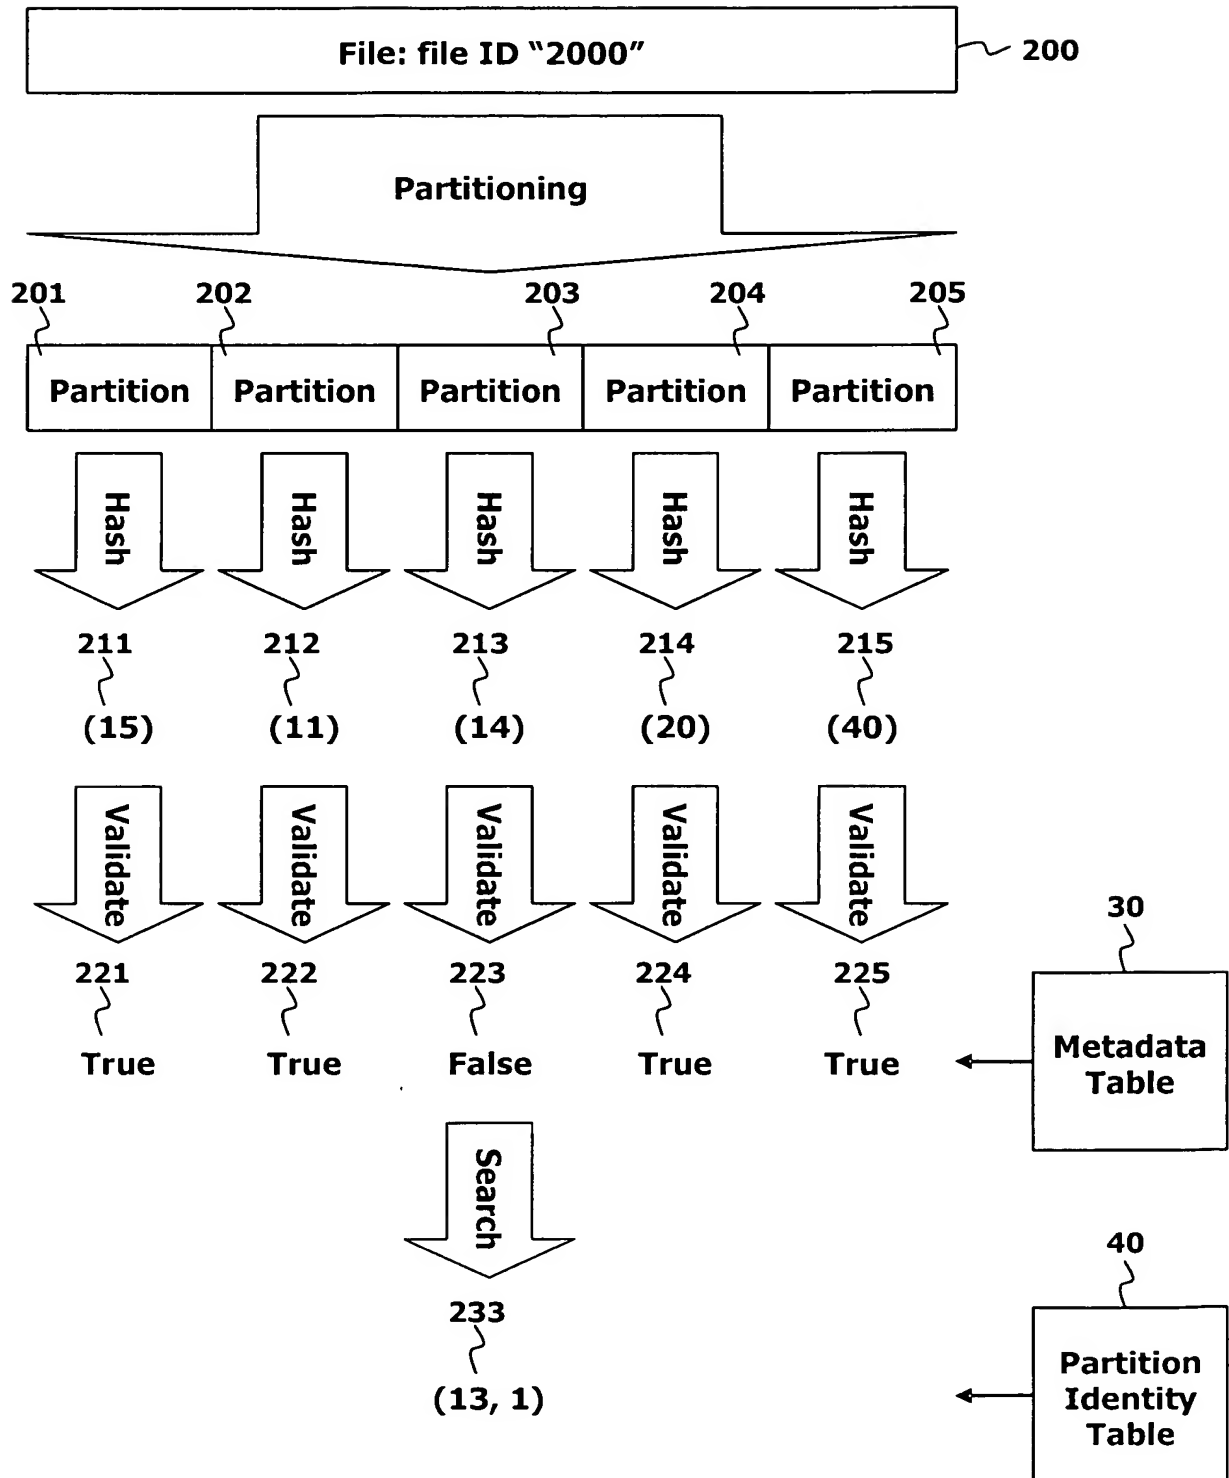 File: file ID “2000”
200
Partitioning
201 202 203 204 205
Partition Partition Partition Partition Partition
Hash Hash Hash Hash Hash
211 212 213 214 215
(15) (11) (14) (20) (40)
Validate Validate Validate Validate Validate
221 222 223 224 225
True True False True True
30
Metadata
Table
Search
233
(13, 1)
40
Partition
Identity
Table